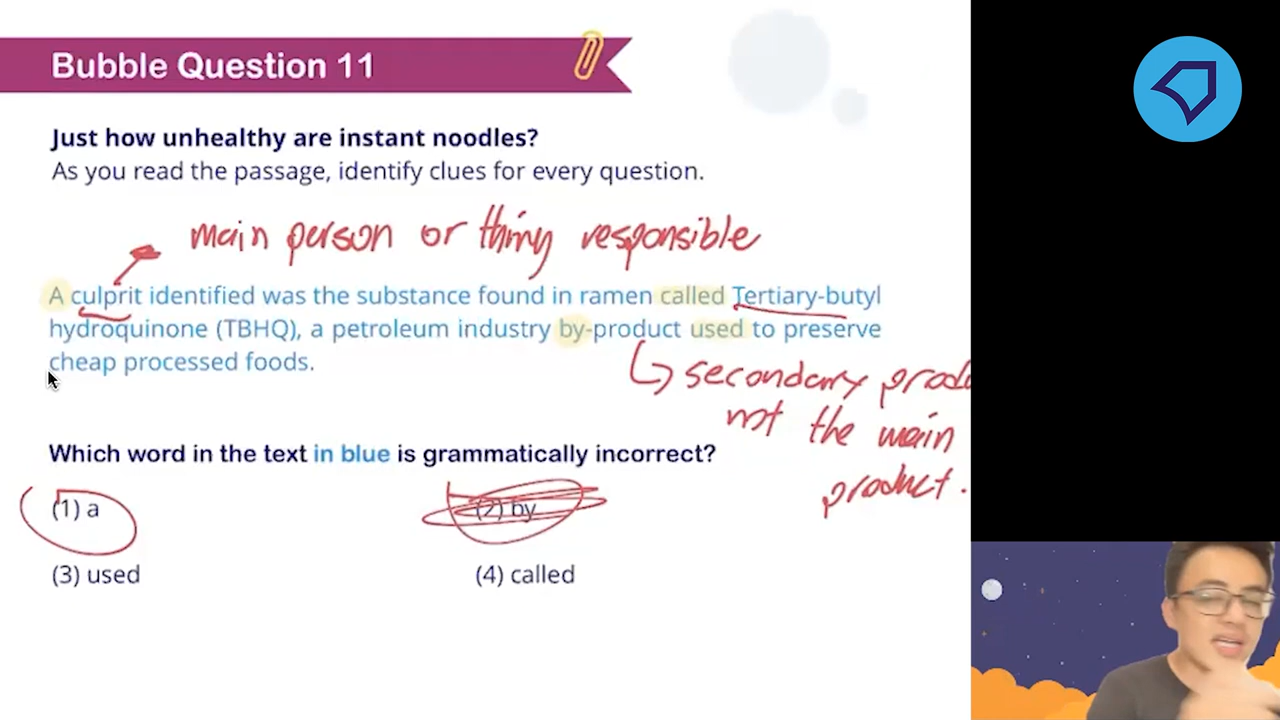 Bubble Question 11
Just how unhealthy are instant noodles?
As you read the passage, identify clues for every question.
main person or thing responsible
A culprit identified was the substance found in ramen called Tertiary-butyl
hydroquinone (TBHQ), a petroleum industry by-product used to preserve
cheap processed foods.
secondary
not the main
product.
Which word in the text in blue is grammatically incorrect?
(1) a
(2) by
(3) used
(4) called